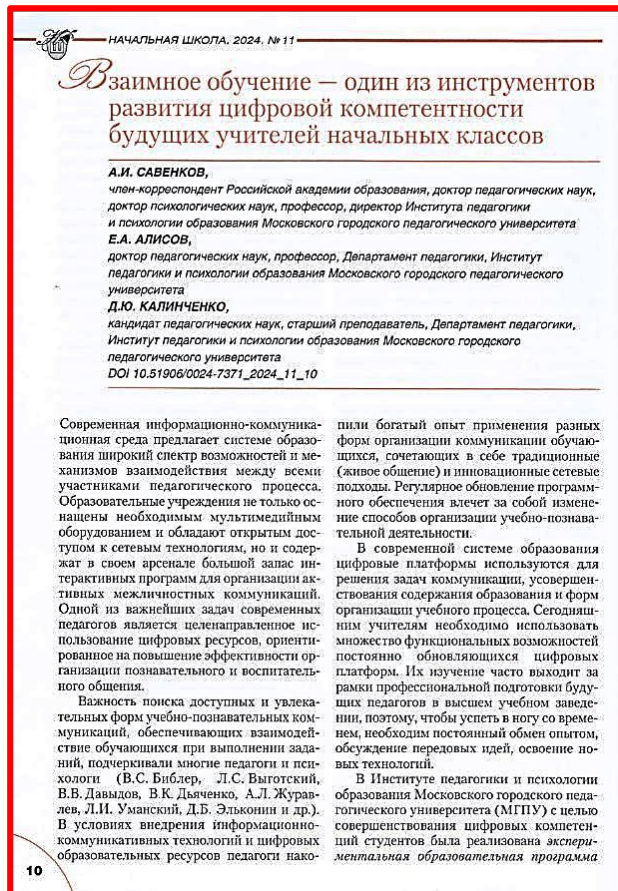 НАЧАЛЬНАЯ ШКОЛА. 2024. № 11
Взаимное обучение — один из инструментов
развития цифровой компетентности
будущих учителей начальных классов
А.И. САВЕНКОВ,
член-корреспондент Российской академии образования, доктор педагогических наук,
доктор психологических наук, профессор, директор Института педагогики
и психологии образования Московского городского педагогического университета
Е.А. АЛИСОВ,
доктор педагогических наук, профессор, Департамент педагогики, Институт
педагогики и психологии образования Московского городского педагогического
университета
Д.Ю. КАЛИНЧЕНКО,
кандидат педагогических наук, старший преподаватель, Департамент педагогики,
Институт педагогики и психологии образования Московского городского
педагогического университета
DOI 10.51906/0024-7371_2024_11_10
Современная информационно-коммуника-
ционная среда предлагает системе образо-
вания широкий спектр возможностей и ме-
ханизмов взаимодействия между всеми
участниками педагогического процесса.
Образовательные учреждения не только ос-
нащены необходимым мультимедийным
оборудованием и обладают открытым дос-
тупом к сетевым технологиям, но и содер-
жат в своем арсенале большой запас ин-
терактивных программ для организации ак-
тивных межличностных коммуникаций.
Одной из важнейших задач современных
педагогов является целенаправленное ис-
пользование цифровых ресурсов, ориенти-
рованное на повышение эффективности ор-
ганизации познавательного и воспитатель-
ного общения.
Важность поиска доступных и увлека-
тельных форм учебно-познавательных ком-
муникаций, обеспечивающих взаимодей-
ствие обучающихся при выполнении зада-
ний, подчеркивали многие педагоги и пси-
хологи (В.С. Библер, Л.С. Выготский,
В.В. Давыдов, В.К. Дьяченко, А.Л. Журав-
лев, Л.И. Уманский, Д.Б. Эльконин и др.).
В условиях внедрения информационно-
коммуникативных технологий и цифровых
образовательных ресурсов педагоги нако-
пили богатый опыт применения разных
форм организации коммуникации обучаю-
щихся, сочетающих в себе традиционные
(живое общение) и инновационные сетевые
подходы. Регулярное обновление программ-
ного обеспечения влечет за собой измене-
ние способов организации учебно-познава-
тельной деятельности.
В современной системе образования
цифровые платформы используются для
решения задач коммуникации, усовершен-
ствования содержания образования и форм
организации учебного процесса. Сегодняш-
ним учителям необходимо использовать
множество функциональных возможностей
постоянно обновляющихся цифровых
платформ. Их изучение часто выходит за
рамки профессиональной подготовки буду-
щих педагогов в высшем учебном заведе-
нии, поэтому, чтобы успеть в ногу со време-
нем, необходим постоянный обмен опытом,
обсуждение передовых идей, освоение но-
вых технологий.
В Институте педагогики и психологии
образования Московского городского педа-
гогического университета (МГПУ) с целью
совершенствования цифровых компетен-
ций студентов была реализована экспери-
ментальная образовательная программа
10